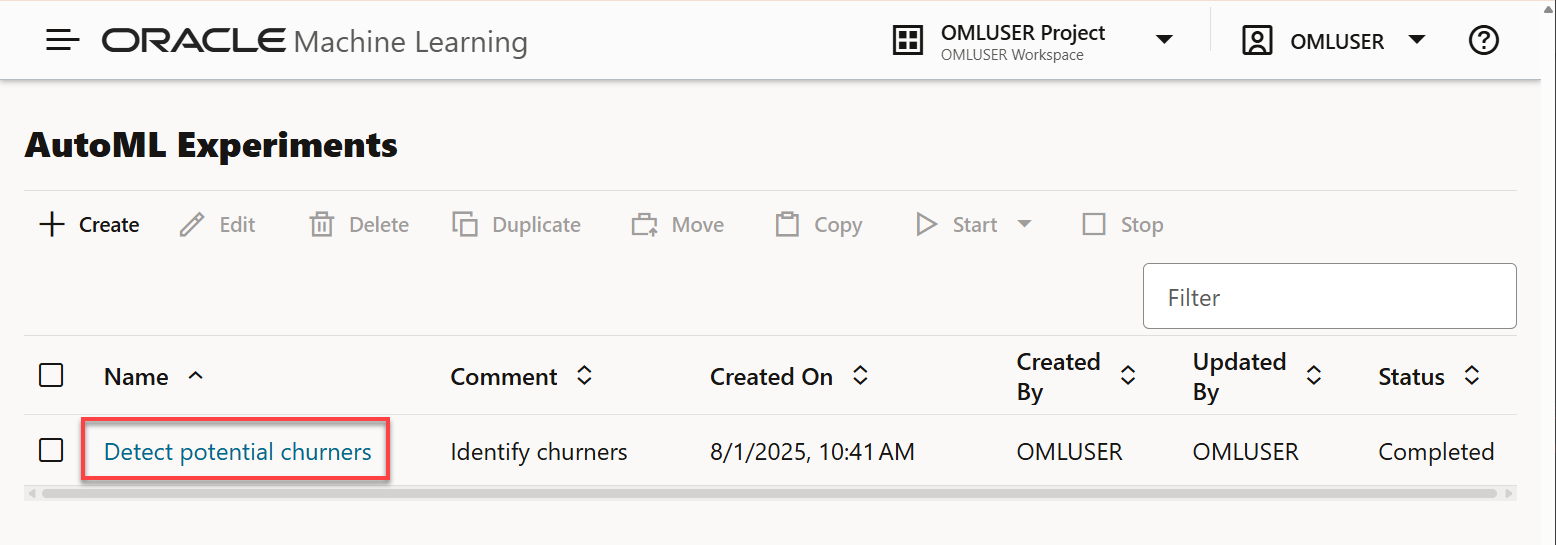 ORACLE Machine Learning
OMLUSER Project
OMLUSER Workspace
OMLUSER
?
AutoML Experiments
Create Edit Delete Duplicate Move Copy Start Stop
Filter
Name Comment Created On Created By Updated By Status
Detect potential churners Identify churners 8/1/2025, 10:41 AM OMLUSER OMLUSER Completed